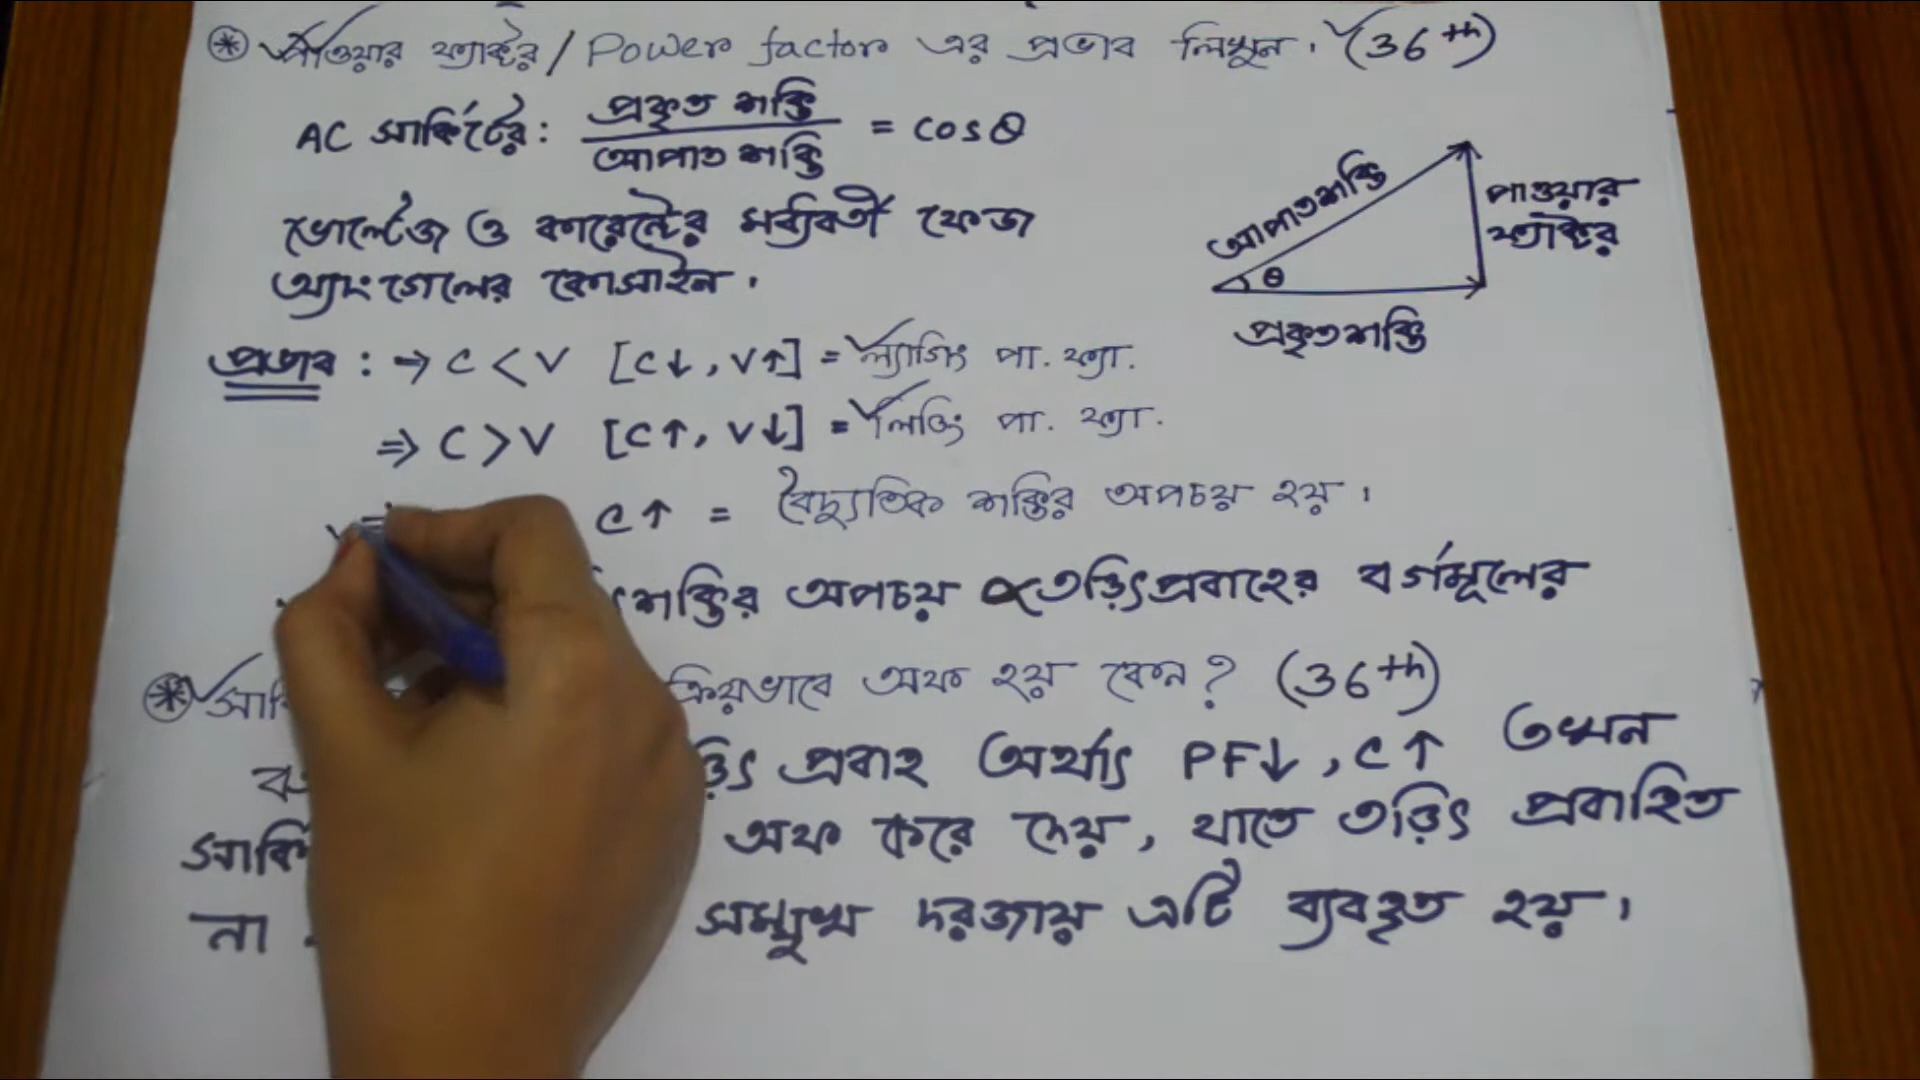 পাওয়ার ফ্যাক্টর / Power factor এর প্রভাব লিখুন। (36th)
AC সার্কিটের: প্রকৃত শক্তি / আপাত শক্তি = cosθ
ভোল্টেজ ও কারেন্টের মধ্যবর্তী ফেজ
অ্যাংগেলের কোসাইন।
আপাতশক্তি
পাওয়ার
ফ্যাক্টর
θ
প্রকৃতশক্তি
প্রভাব : → C < V [C↓, V↑] = ল্যাগিং পা. ফ্যা.
⇒ C > V [C↑, V↓] = লিডিং পা. ফ্যা.
C↑ = বৈদ্যুতিক শক্তির অপচয় হয়।
শক্তির অপচয় ∝ তড়িৎপ্রবাহের বর্গমূলের
ক্রিয়ভাবে অফ হয় কেন? (36th)
প্রবাহ অর্থাৎ PF↓, C↑ তখন
সার্কি অফ করে দেয়, যাতে তড়িৎ প্রবাহিত
না সম্মুখ দরজায় এটি ব্যবহৃত হয়।